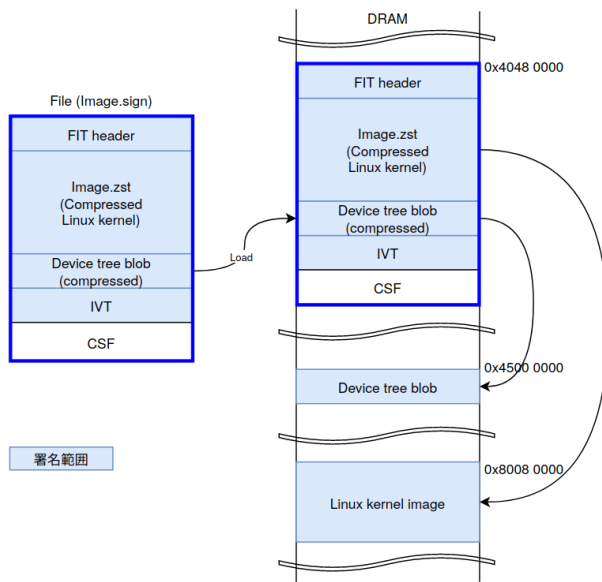 DRAM
0x4048 0000
File (Image.sign)
FIT header
Image.zst
(Compressed
Linux kernel)
Device tree blob
(compressed)
IVT
CSF
Load
FIT header
Image.zst
(Compressed
Linux kernel)
Device tree blob
(compressed)
IVT
CSF
0x4500 0000
Device tree blob
署名範囲
0x8008 0000
Linux kernel image